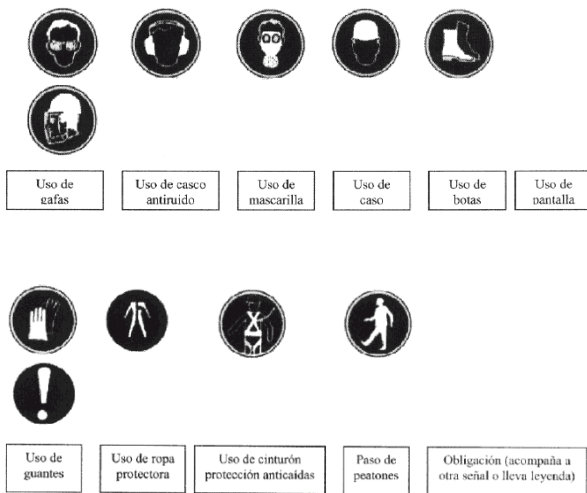 Uso de
gafas
Uso de casco
antiruido
Uso de
mascarilla
Uso de
caso
Uso de
botas
Uso de
pantalla
Uso de
guantes
Uso de ropa
protectora
Uso de cinturón
protección anticaídas
Paso de
peatones
Obligación (acompaña a
otra señal o lleva leyenda)